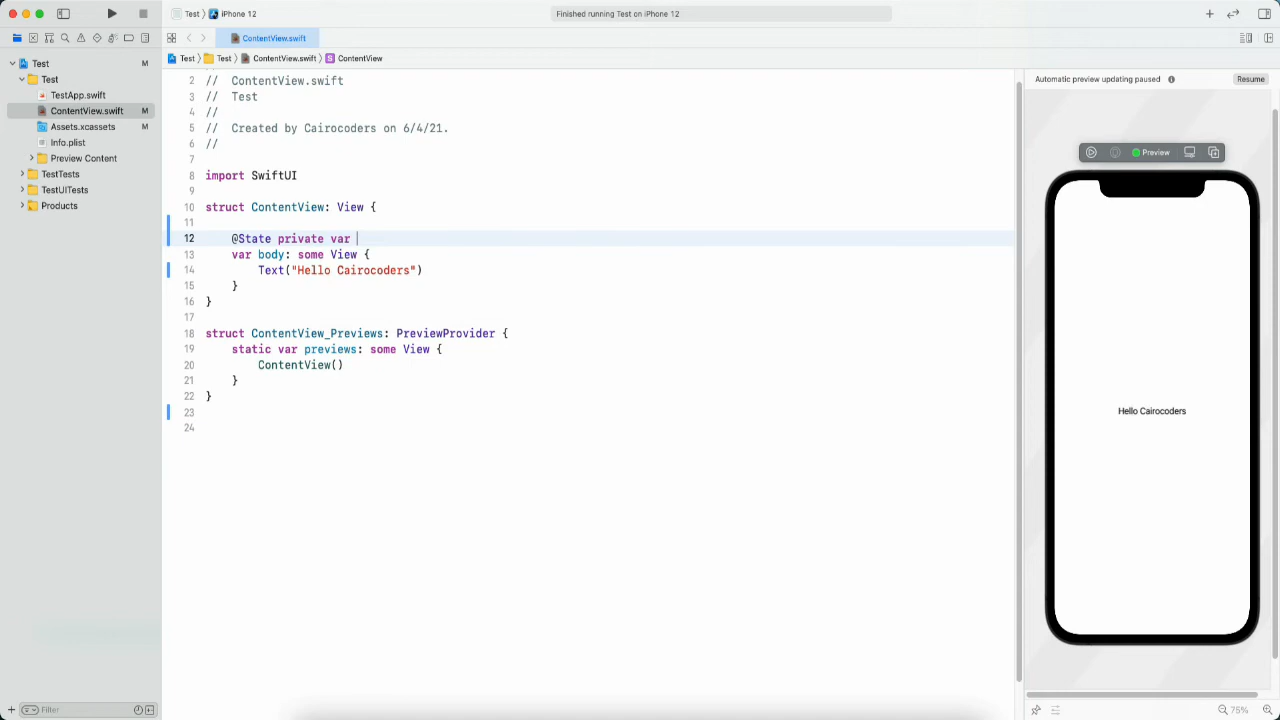 Test 〉 iPhone 12
Finished running Test on iPhone 12
ContentView.swift
Test 〉 Test 〉 ContentView.swift 〉 S ContentView
Test M
Test
TestApp.swift
ContentView.swift M
Assets.xcassets M
Info.plist
Preview Content
TestTests
TestUITests
Products
Filter
2 // ContentView.swift
3 // Test
4 //
5 // Created by Cairocoders on 6/4/21.
6 //
7
8 import SwiftUI
9
10 struct ContentView: View {
11
12 @State private var
13 var body: some View {
14 Text("Hello Cairocoders")
15 }
16 }
17
18 struct ContentView_Previews: PreviewProvider {
19 static var previews: some View {
20 ContentView()
21 }
22 }
23
24
Automatic preview updating paused Resume
Preview
Hello Cairocoders
75%